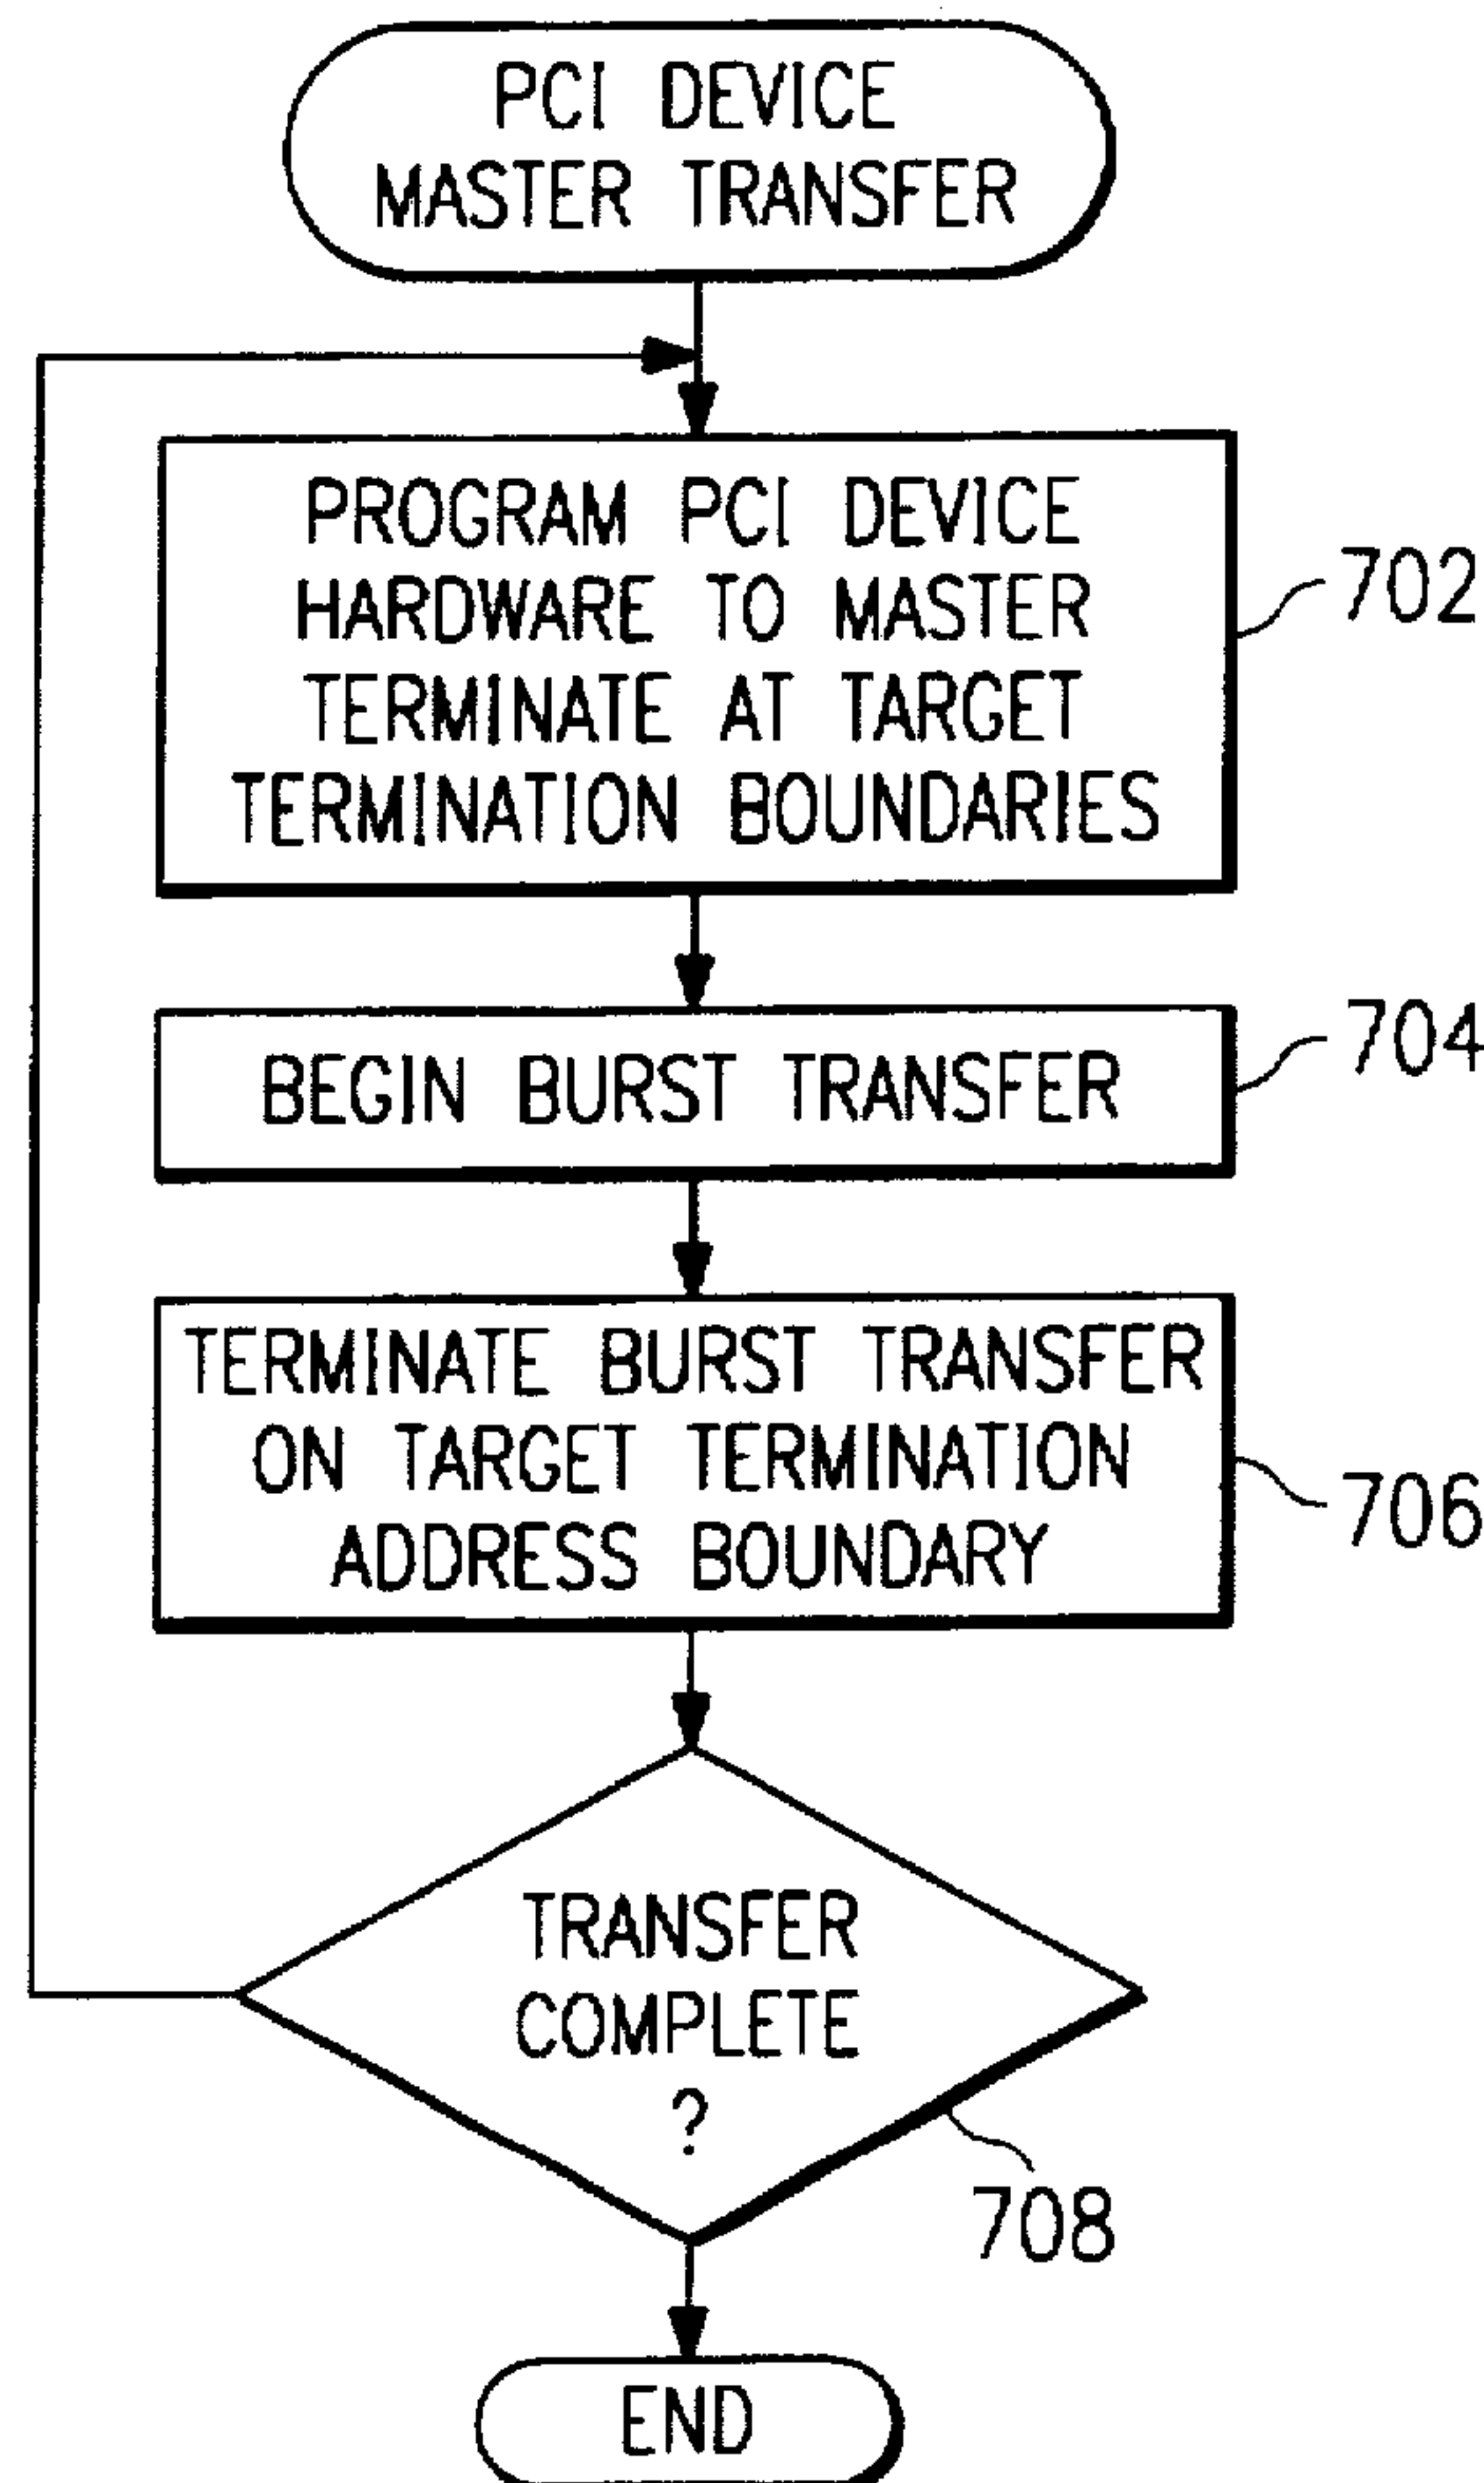 PCI DEVICE
MASTER TRANSFER
PROGRAM PCI DEVICE
HARDWARE TO MASTER
TERMINATE AT TARGET
TERMINATION BOUNDARIES
702
BEGIN BURST TRANSFER
704
TERMINATE BURST TRANSFER
ON TARGET TERMINATION
ADDRESS BOUNDARY
706
TRANSFER
COMPLETE
?
708
END